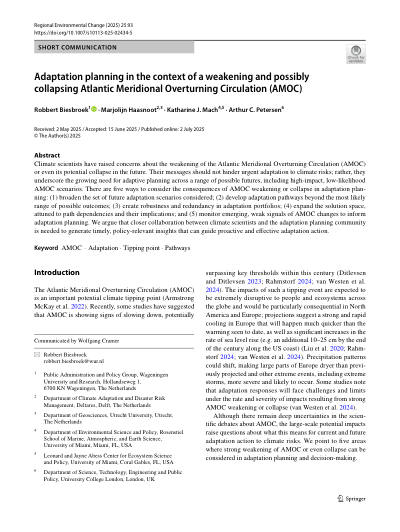 Regional Environmental Change (2025) 25:93
https://doi.org/10.1007/s10113-025-02434-5
SHORT COMMUNICATION
Check for updates
Adaptation planning in the context of a weakening and possibly
collapsing Atlantic Meridional Overturning Circulation (AMOC)
Robbert Biesbroek1 · Marjolijn Haasnoot2,3 · Katharine J. Mach4,5 · Arthur C. Petersen6
Received: 2 May 2025 / Accepted: 15 June 2025 / Published online: 2 July 2025
© The Author(s) 2025
Abstract
Climate scientists have raised concerns about the weakening of the Atlantic Meridional Overturning Circulation (AMOC)
or even its potential collapse in the future. Their messages should not hinder urgent adaptation to climate risks; rather, they
underscore the growing need for adaptive planning across a range of possible futures, including high-impact, low-likelihood
AMOC scenarios. There are five ways to consider the consequences of AMOC weakening or collapse in adaptation plan-
ning: (1) broaden the set of future adaptation scenarios considered; (2) develop adaptation pathways beyond the most likely
range of possible outcomes; (3) create robustness and redundancy in adaptation portfolios; (4) expand the solution space,
attuned to path dependencies and their implications; and (5) monitor emerging, weak signals of AMOC changes to inform
adaptation planning. We argue that closer collaboration between climate scientists and the adaptation planning community
is needed to generate timely, policy-relevant insights that can guide proactive and effective adaptation action.
Keyword AMOC · Adaptation · Tipping point · Pathways
Introduction
The Atlantic Meridional Overturning Circulation (AMOC)
is an important potential climate tipping point (Armstrong
McKay et al. 2022). Recently, some studies have suggested
that AMOC is showing signs of slowing down, potentially
Communicated by Wolfgang Cramer
Robbert Biesbroek
robbert.biesbroek@wur.nl
1 Public Administration and Policy Group, Wageningen
University and Research, Hollandseweg 1,
6700 KN Wageningen, The Netherlands
2 Department of Climate Adaptation and Disaster Risk
Management, Deltares, Delft, The Netherlands
3 Department of Geosciences, Utrecht University, Utrecht,
The Netherlands
4 Department of Environmental Science and Policy, Rosenstiel
School of Marine, Atmospheric, and Earth Science,
University of Miami, Miami, FL, USA
5 Leonard and Jayne Abess Center for Ecosystem Science
and Policy, University of Miami, Coral Gables, FL, USA
6 Department of Science, Technology, Engineering and Public
Policy, University College London, London, UK
surpassing key thresholds within this century (Ditlevsen
and Ditlevsen 2023; Rahmstorf 2024; van Westen et al.
2024). The impacts of such a tipping event are expected to
be extremely disruptive to people and ecosystems across
the globe and would be particularly consequential in North
America and Europe; projections suggest a strong and rapid
cooling in Europe that will happen much quicker than the
warming seen to date, as well as significant increases in the
rate of sea level rise (e.g. an additional 10–25 cm by the end
of the century along the US coast) (Liu et al. 2020; Rahm-
storf 2024; van Westen et al. 2024). Precipitation patterns
could shift, making large parts of Europe dryer than previ-
ously projected and other extreme events, including extreme
storms, more severe and likely to occur. Some studies note
that adaptation responses will face challenges and limits
under the rate and severity of impacts resulting from strong
AMOC weakening or collapse (van Westen et al. 2024).
Although there remain deep uncertainties in the scientific
debates about AMOC, the large-scale potential impacts
raise questions about what this means for current and future
adaptation action to climate risks. We point to five areas
where strong weakening of AMOC or even collapse can be
considered in adaptation planning and decision-making.
Springer